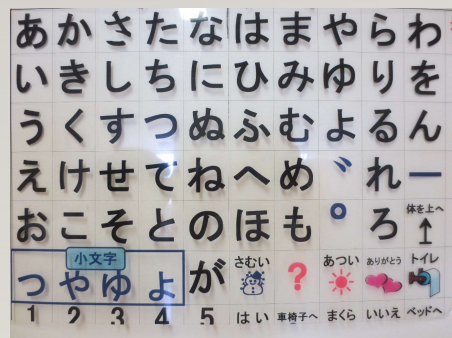 あ か さ た な は ま や ら わ
い き し ち に ひ み ゆ り を
う く す つ ぬ ふ む よ る ん
え け せ て ね へ め ゛ れ ー
お こ そ と の ほ も ゜ ろ 体を上へ
小文字
っ ゃ ゅ ょ が さむい ? あつい ありがとう トイレ
1 2 3 4 5 はい 車椅子へ まくら いいえ ベッドへ